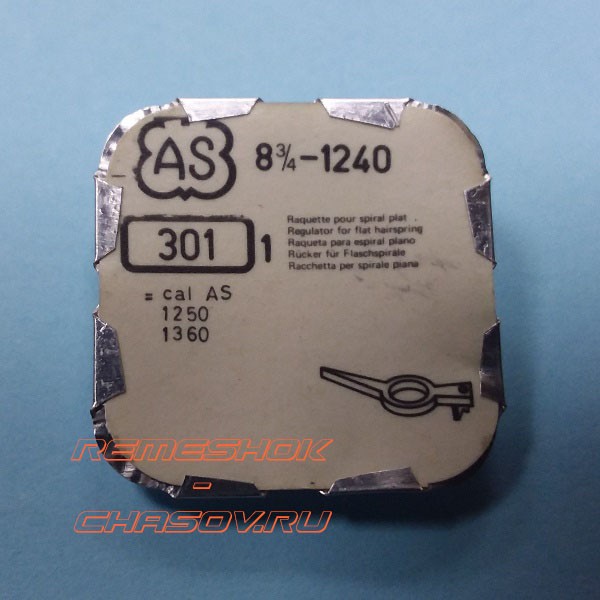 AS 8¾-1240
301 1
Raquette pour spiral plat
Regulator for flat hairspring
Raqueta para espiral plano
Rücker für Flaschspirale
Racchetta per spirale piana
= cal AS
1250
1360
REMESHOK
-
CHASOV.RU